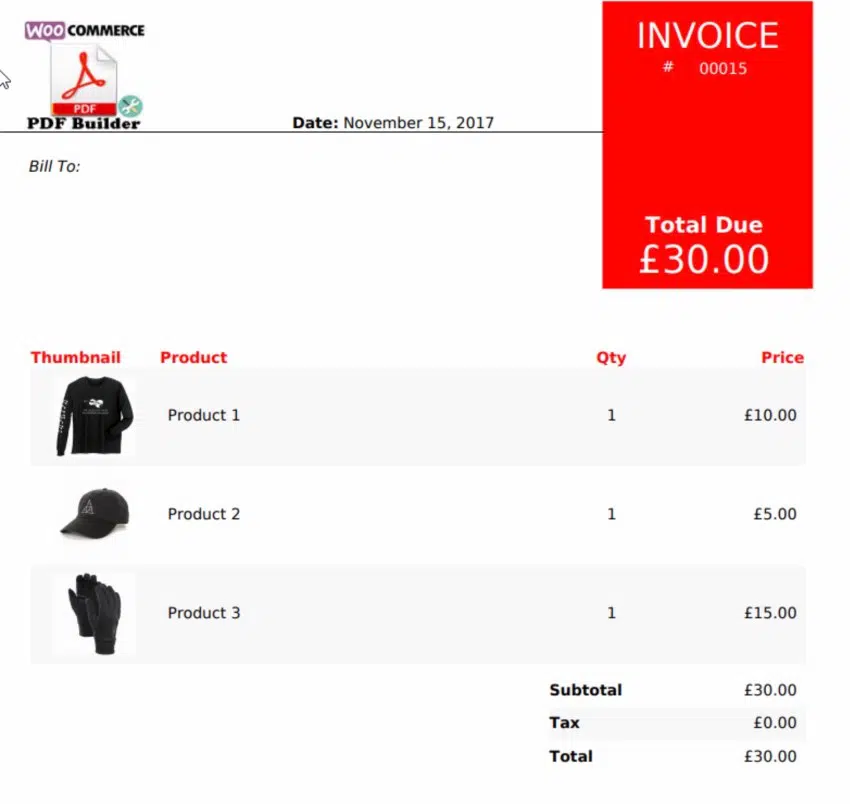 WOO COMMERCE
INVOICE
# 00015
PDF
PDF Builder
Date: November 15, 2017
Bill To:
Total Due
£30.00
Thumbnail Product Qty Price
Product 1 1 £10.00
Product 2 1 £5.00
Product 3 1 £15.00
Subtotal £30.00
Tax £0.00
Total £30.00